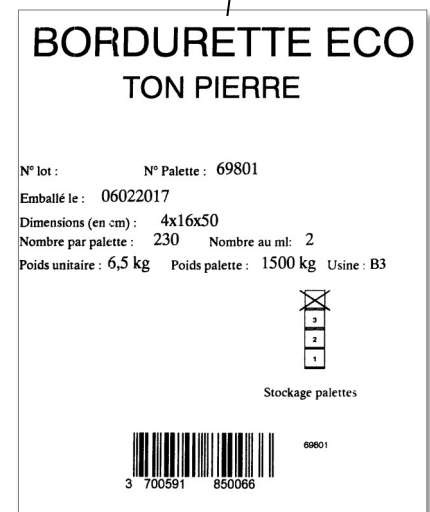 BORDURETTE ECO
TON PIERRE
N° lot : N° Palette : 69801
Emballé le : 06022017
Dimensions (en cm) : 4x16x50
Nombre par palette : 230 Nombre au ml: 2
Poids unitaire : 6,5 kg Poids palette : 1500 kg Usine : B3
3
2
1
Stockage palettes
69801
3 700591 850066